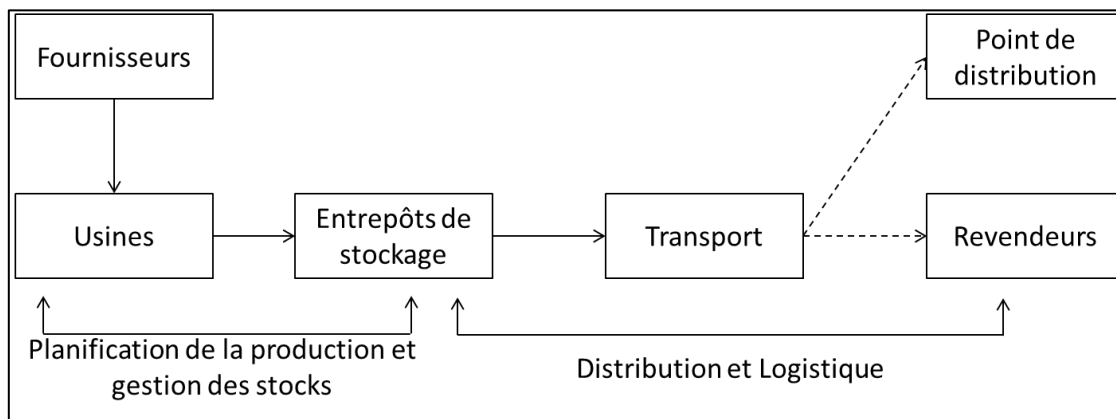 Fournisseurs
Point de
distribution
Usines
Entrepôts de
stockage
Transport
Revendeurs
Planification de la production et
gestion des stocks
Distribution et Logistique